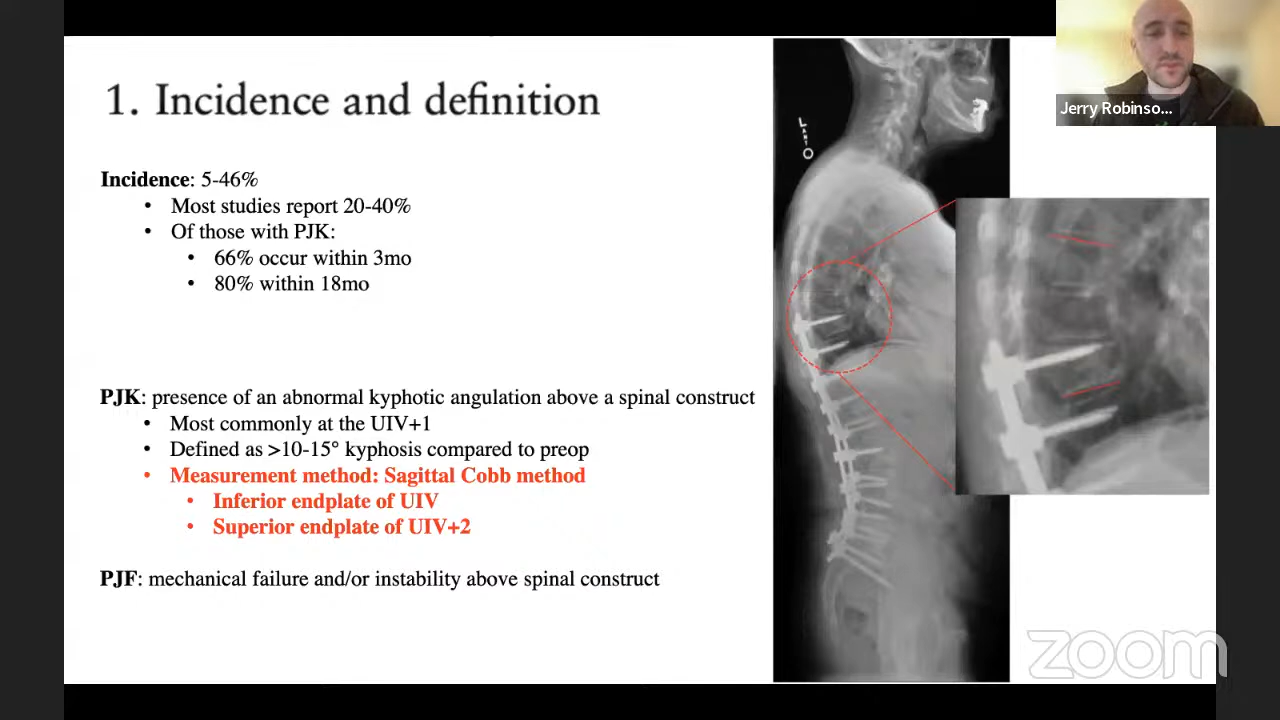 1. Incidence and definition
Incidence: 5-46%
• Most studies report 20-40%
• Of those with PJK:
• 66% occur within 3mo
• 80% within 18mo
PJK: presence of an abnormal kyphotic angulation above a spinal construct
• Most commonly at the UIV+1
• Defined as >10-15° kyphosis compared to preop
• Measurement method: Sagittal Cobb method
• Inferior endplate of UIV
• Superior endplate of UIV+2
PJF: mechanical failure and/or instability above spinal construct
Jerry Robinso...
zoom